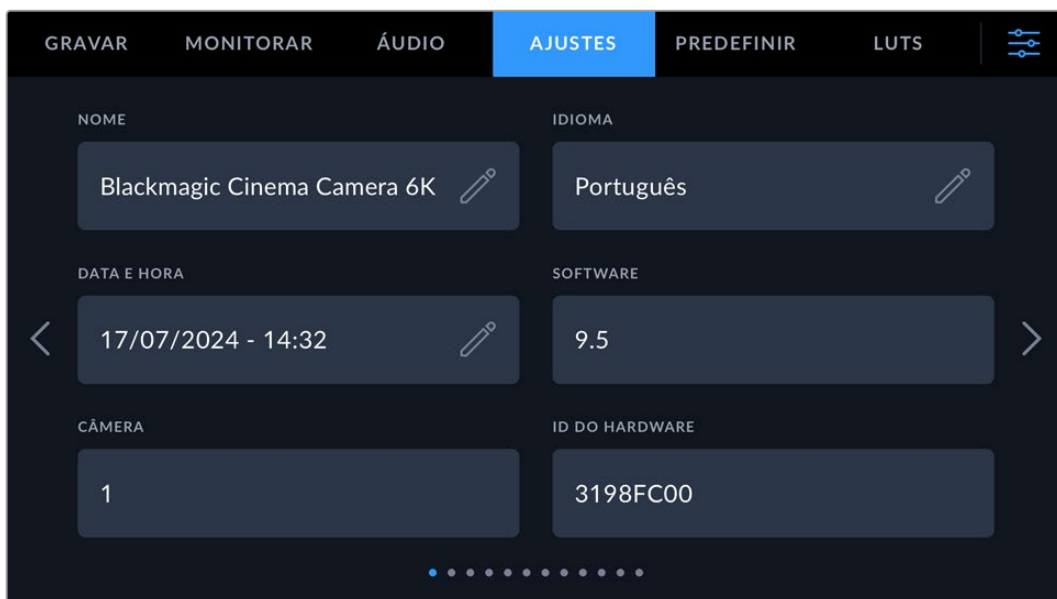 GRAVAR MONITORAR ÁUDIO AJUSTES PREDEFINIR LUTS
NOME IDIOMA
Blackmagic Cinema Camera 6K Português
DATA E HORA SOFTWARE
17/07/2024 - 14:32 9.5
CÂMERA ID DO HARDWARE
1 3198FC00